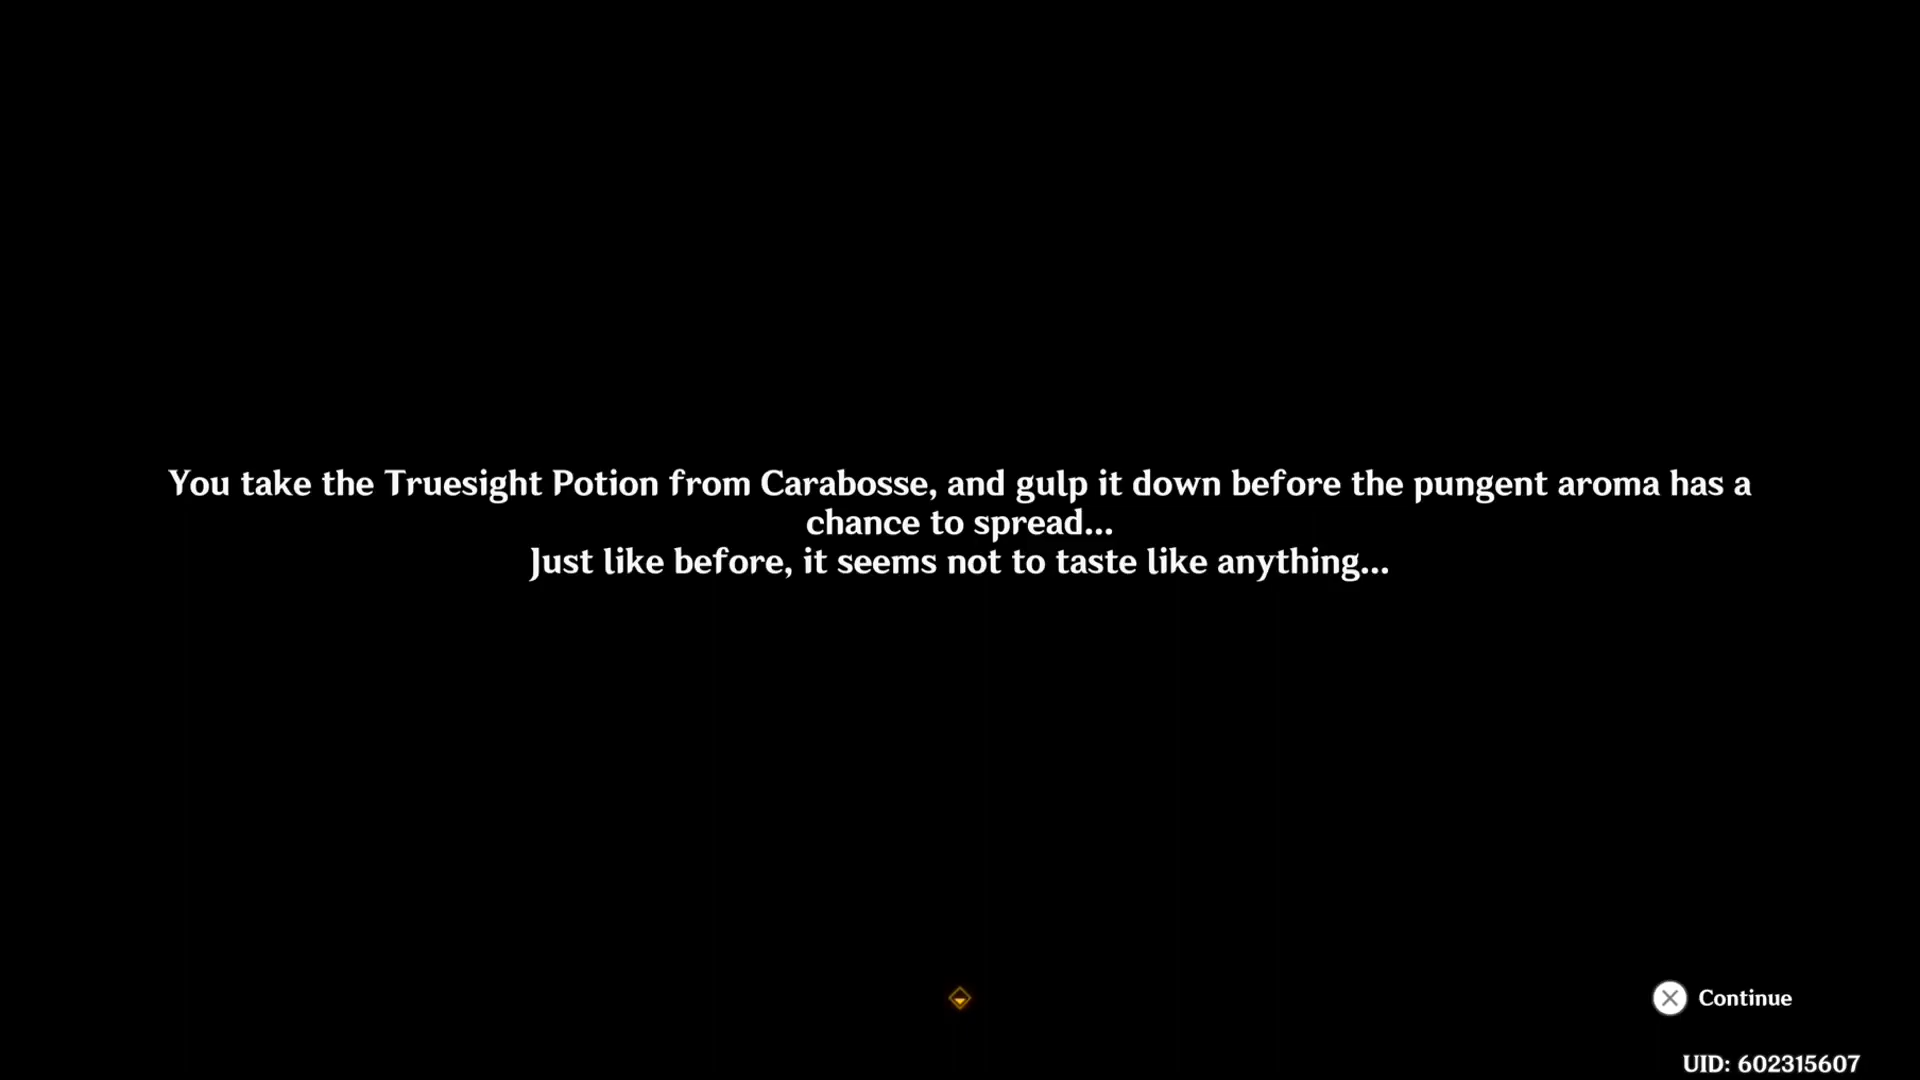 You take the Truesight Potion from Carabosse, and gulp it down before the pungent aroma has a
chance to spread...
Just like before, it seems not to taste like anything...
Continue
UID: 602315607